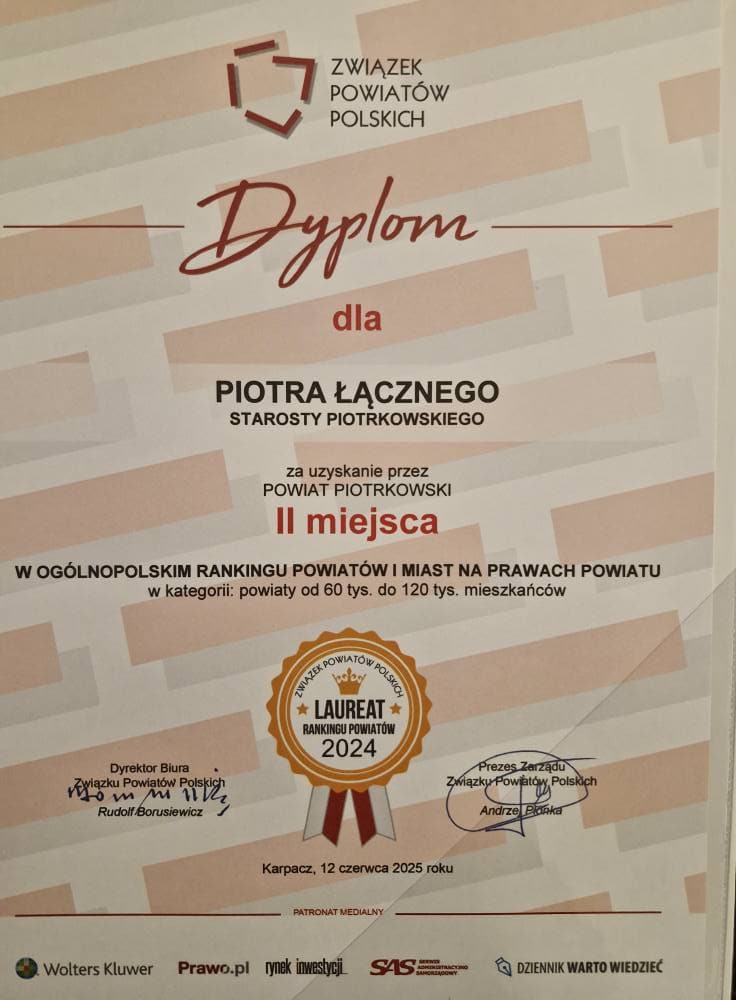 ZWIĄZEK
POWIATÓW
POLSKICH
Dyplom
dla
PIOTRA ŁĄCZNEGO
STAROSTY PIOTRKOWSKIEGO
za uzyskanie przez
POWIAT PIOTRKOWSKI
II miejsca
W OGÓLNOPOLSKIM RANKINGU POWIATÓW I MIAST NA PRAWACH POWIATU
w kategorii: powiaty od 60 tys. do 120 tys. mieszkańców
ZWIĄZEK POWIATÓW POLSKICH
LAUREAT
RANKINGU POWIATÓW
2024
Dyrektor Biura
Związku Powiatów Polskich
Rudolf Borusiewicz
Prezes Zarządu
Związku Powiatów Polskich
Andrzej Płonka
Karpacz, 12 czerwca 2025 roku
PATRONAT MEDIALNY
Wolters Kluwer
Prawo.pl
rynek inwestycji
SAS SERWIS
ADMINISTRACYJNO
SAMORZĄDOWY
DZIENNIK WARTO WIEDZIEĆ